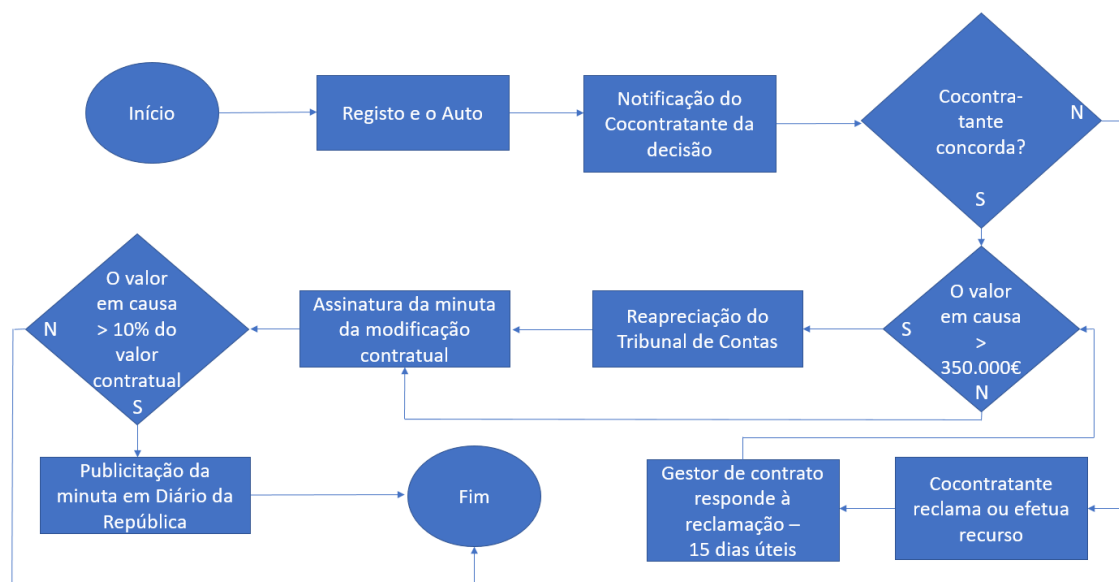 Início
Registo e o Auto
Notificação do
Cocontratante da
decisão
Cocontra-
tante
concorda?
N
S
O valor
em causa
> 10% do
valor
contratual
N
S
Assinatura da minuta
da modificação
contratual
Reapreciação do
Tribunal de Contas
S
O valor
em causa
>
350.000€
N
Publicitação da
minuta em Diário da
República
Fim
Gestor de contrato
responde à
reclamação –
15 dias úteis
Cocontratante
reclama ou efetua
recurso